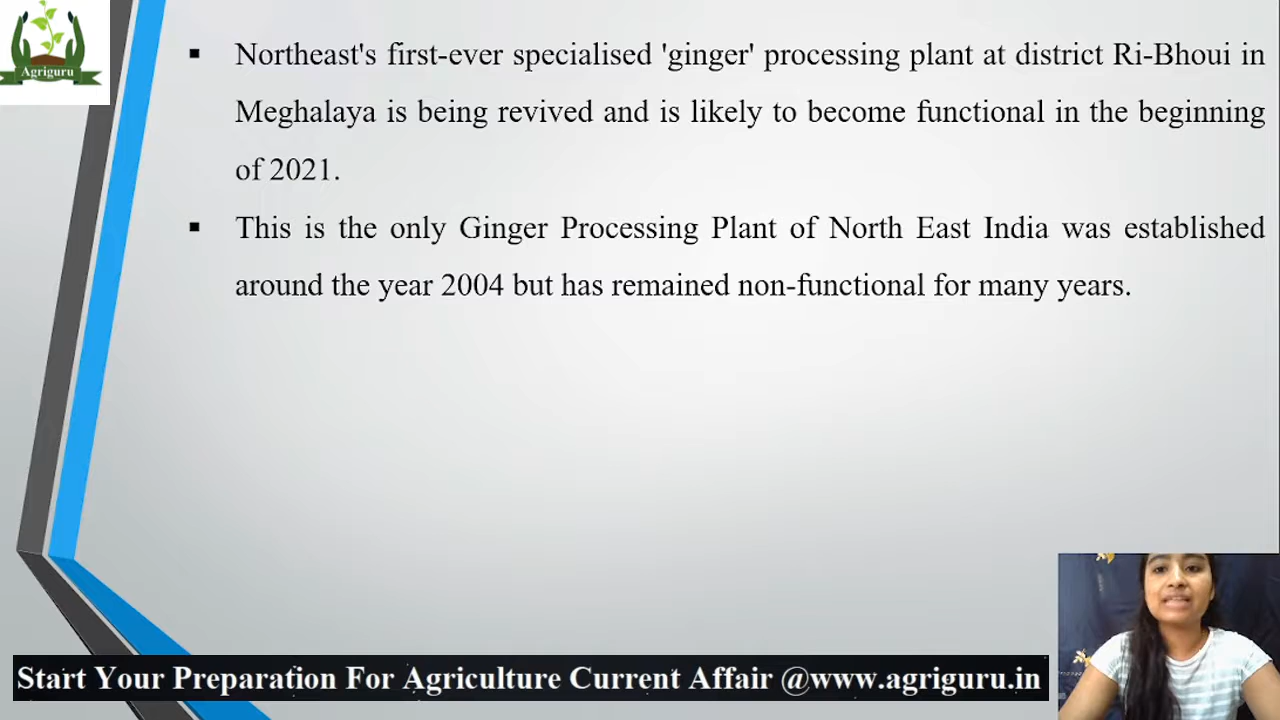 Agriguru
▪ Northeast's first-ever specialised 'ginger' processing plant at district Ri-Bhoui in
Meghalaya is being revived and is likely to become functional in the beginning
of 2021.
▪ This is the only Ginger Processing Plant of North East India was established
around the year 2004 but has remained non-functional for many years.
Start Your Preparation For Agriculture Current Affair @www.agriguru.in